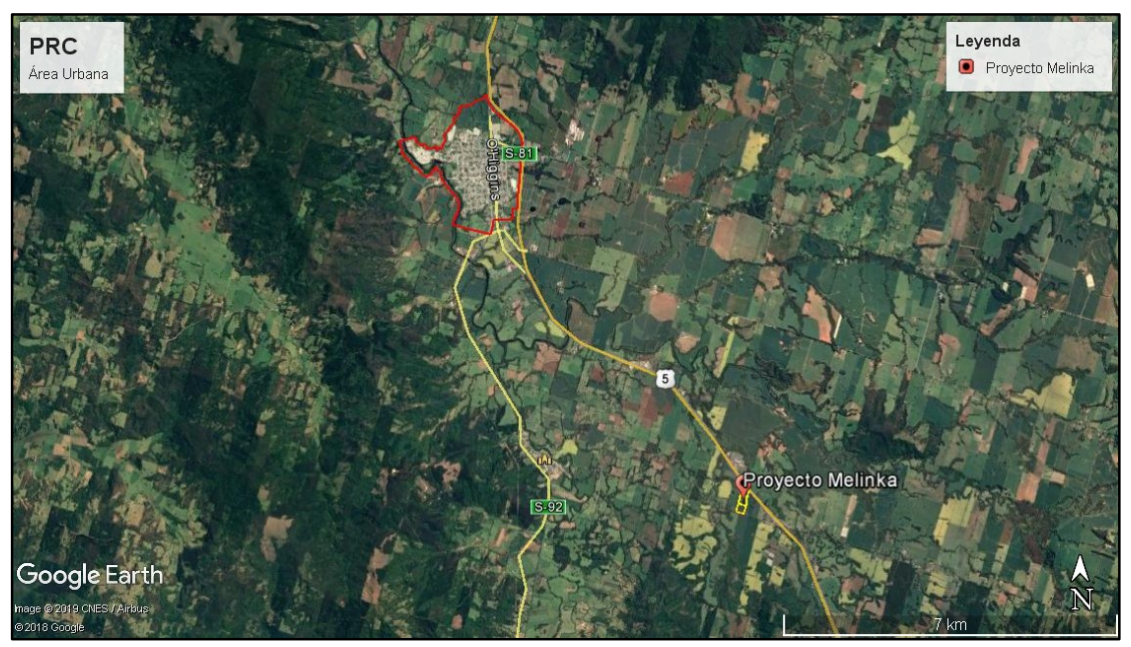 PRC
Área Urbana
Leyenda
Proyecto Melinka
S-81
O'Higgins
5
Proyecto Melinka
S-92
Google Earth
Image © 2019 CNES / Airbus
© 2018 Google
N
7 km